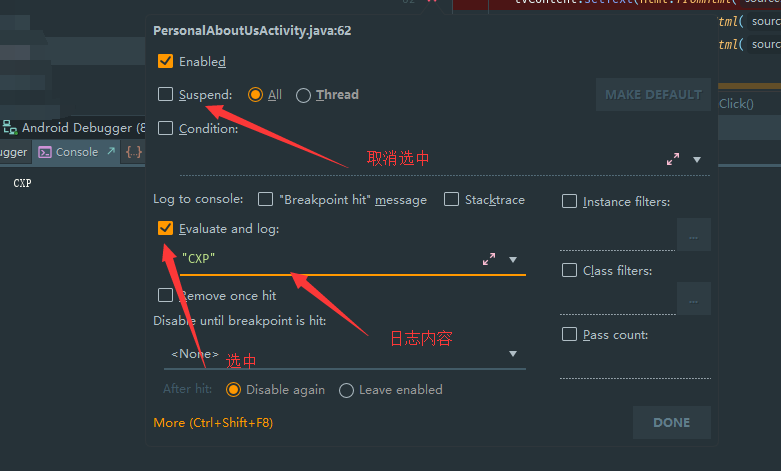 tvContent.setText(Html.fromHtml( source
PersonalAboutUsActivity.java:62
html( source
html( source
Enabled
Suspend: All Thread MAKE DEFAULT
Click()
Android Debugger (8
Condition:
取消选中
ugger Console {..}
CXP
Log to console: "Breakpoint hit" message Stacktrace Instance filters:
Evaluate and log:
...
"CXP"
Class filters:
Remove once hit
...
Disable until breakpoint is hit:
日志内容
Pass count:
<None>
选中
After hit: Disable again Leave enabled
More (Ctrl+Shift+F8)
DONE